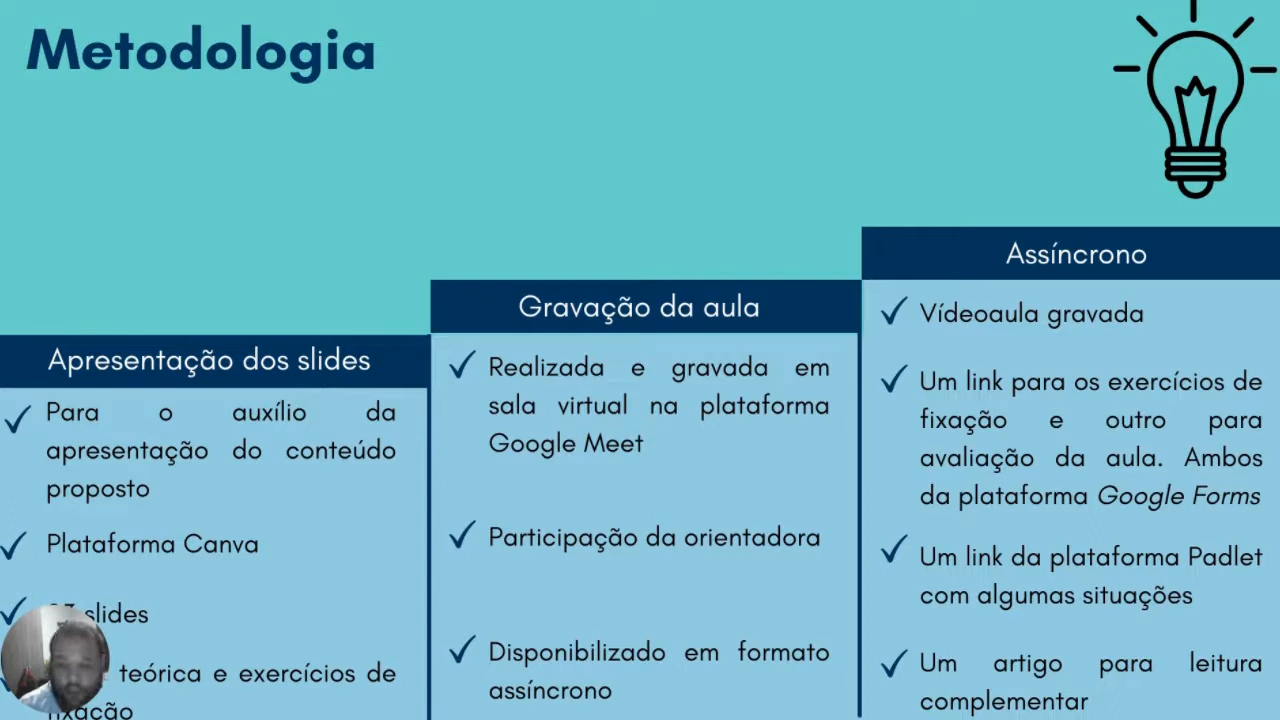 Metodologia
Apresentação dos slides
Para o auxílio da
apresentação do conteúdo
proposto
Plataforma Canva
slides
teórica e exercícios de
fixação
Gravação da aula
Realizada e gravada em
sala virtual na plataforma
Google Meet
Participação da orientadora
Disponibilizado em formato
assíncrono
Assíncrono
Vídeoaula gravada
Um link para os exercícios de
fixação e outro para
avaliação da aula. Ambos
da plataforma Google Forms
Um link da plataforma Padlet
com algumas situações
Um artigo para leitura
complementar